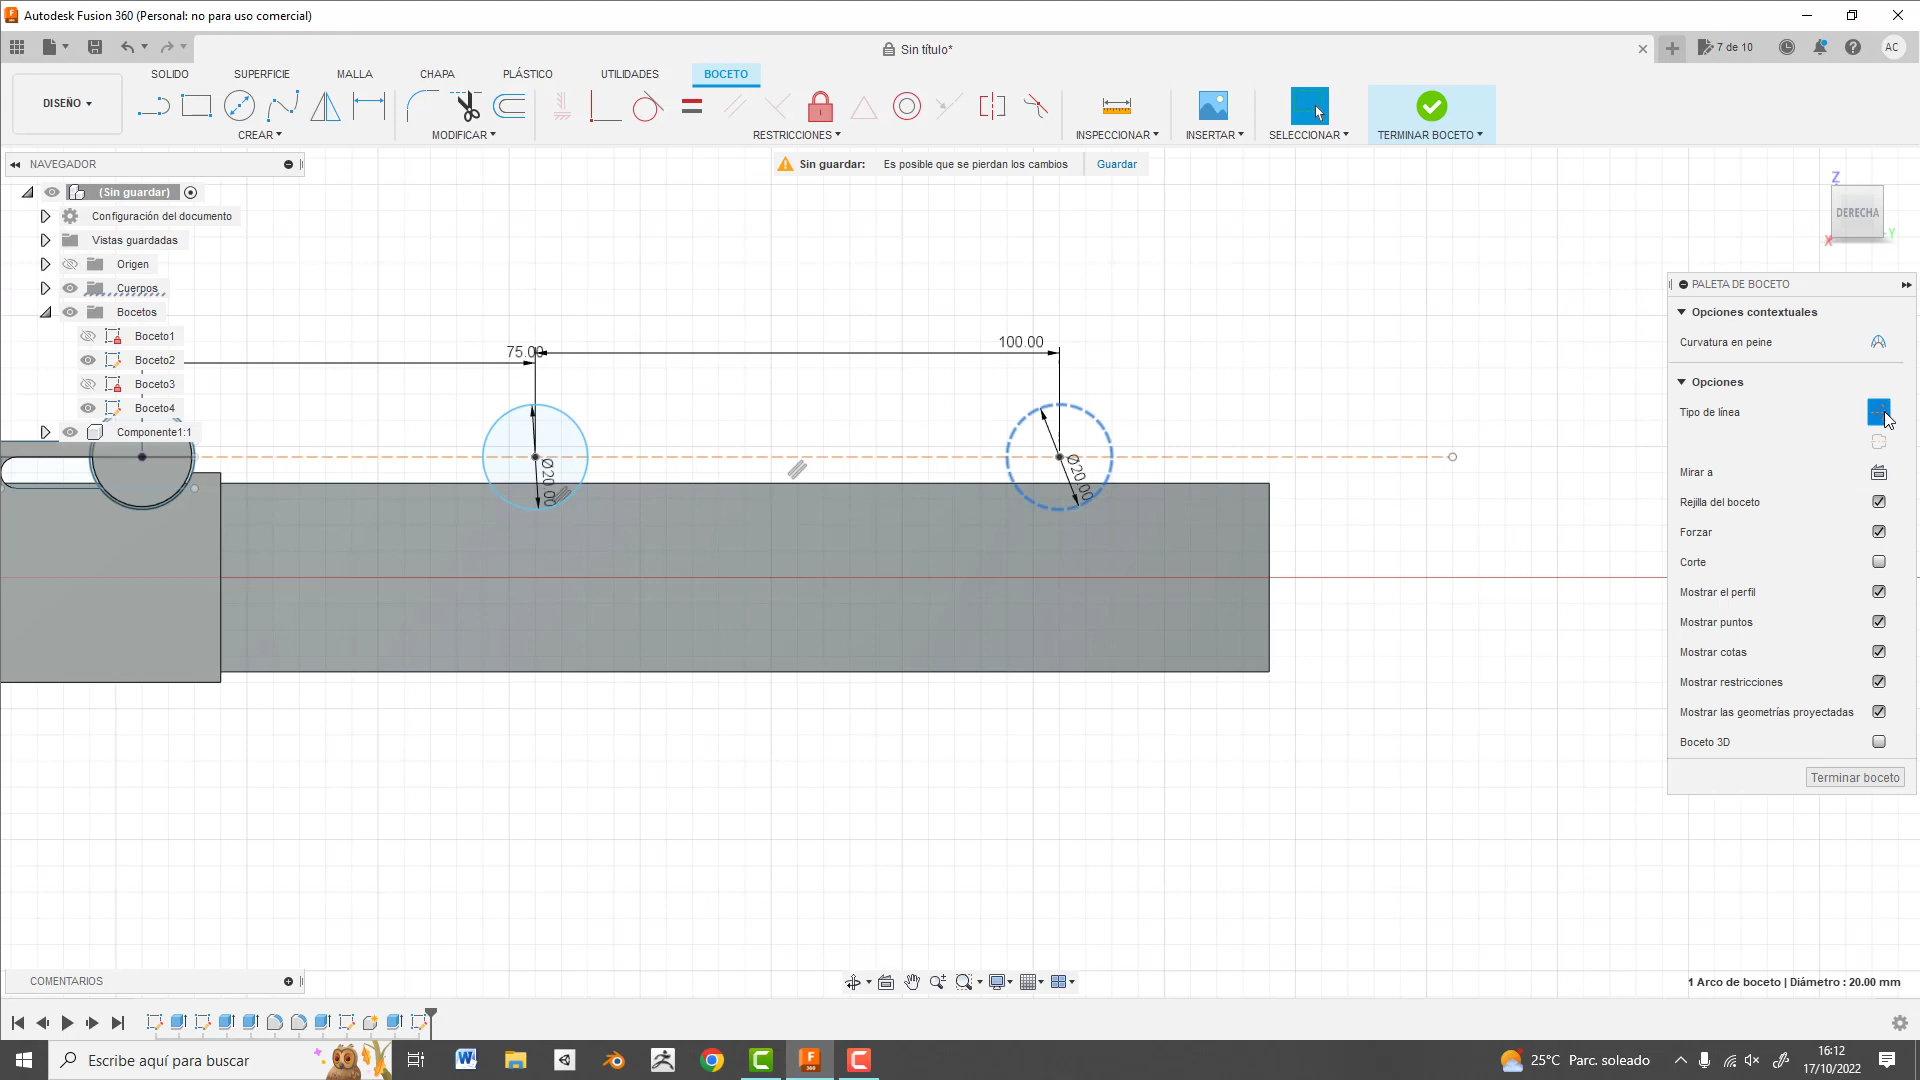 Autodesk Fusion 360 (Personal: no para uso comercial)
Sin título*
7 de 10
AC
DISEÑO
SOLIDO
SUPERFICIE
MALLA
CHAPA
PLÁSTICO
UTILIDADES
BOCETO
CREAR
MODIFICAR
RESTRICCIONES
INSPECCIONAR
INSERTAR
SELECCIONAR
TERMINAR BOCETO
NAVEGADOR
Sin guardar:
Es posible que se pierdan los cambios
Guardar
(Sin guardar)
Configuración del documento
Vistas guardadas
Origen
Cuerpos
Bocetos
Boceto1
Boceto2
Boceto3
Boceto4
Componente1:1
75.00
100.00
Ø20.00
Ø20.00
Z
DERECHA
X
Y
PALETA DE BOCETO
Opciones contextuales
Curvatura en peine
Opciones
Tipo de línea
Mirar a
Rejilla del boceto
Forzar
Corte
Mostrar el perfil
Mostrar puntos
Mostrar cotas
Mostrar restricciones
Mostrar las geometrías proyectadas
Boceto 3D
Terminar boceto
COMENTARIOS
1 Arco de boceto | Diámetro : 20.00 mm
Escribe aquí para buscar
25°C Parc. soleado
16:12
17/10/2022